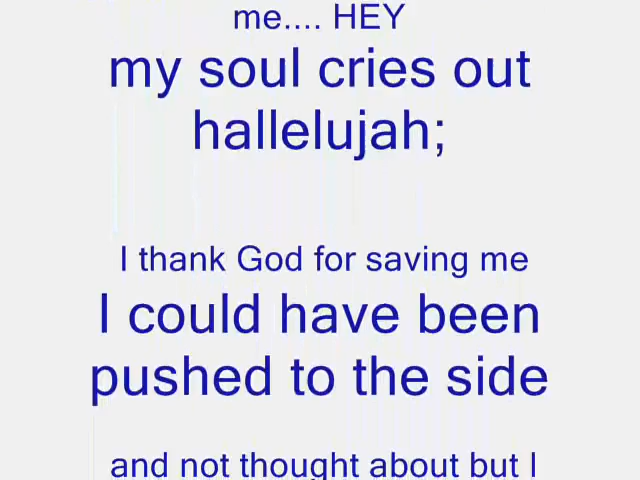 me.... HEY
my soul cries out
hallelujah;
I thank God for saving me
I could have been
pushed to the side
and not thought about but I